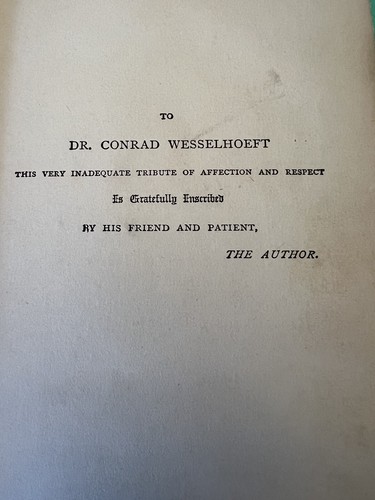 TO
DR. CONRAD WESSELHOEFT
THIS VERY INADEQUATE TRIBUTE OF AFFECTION AND RESPECT
Is Gratefully Inscribed
BY HIS FRIEND AND PATIENT,
THE AUTHOR.